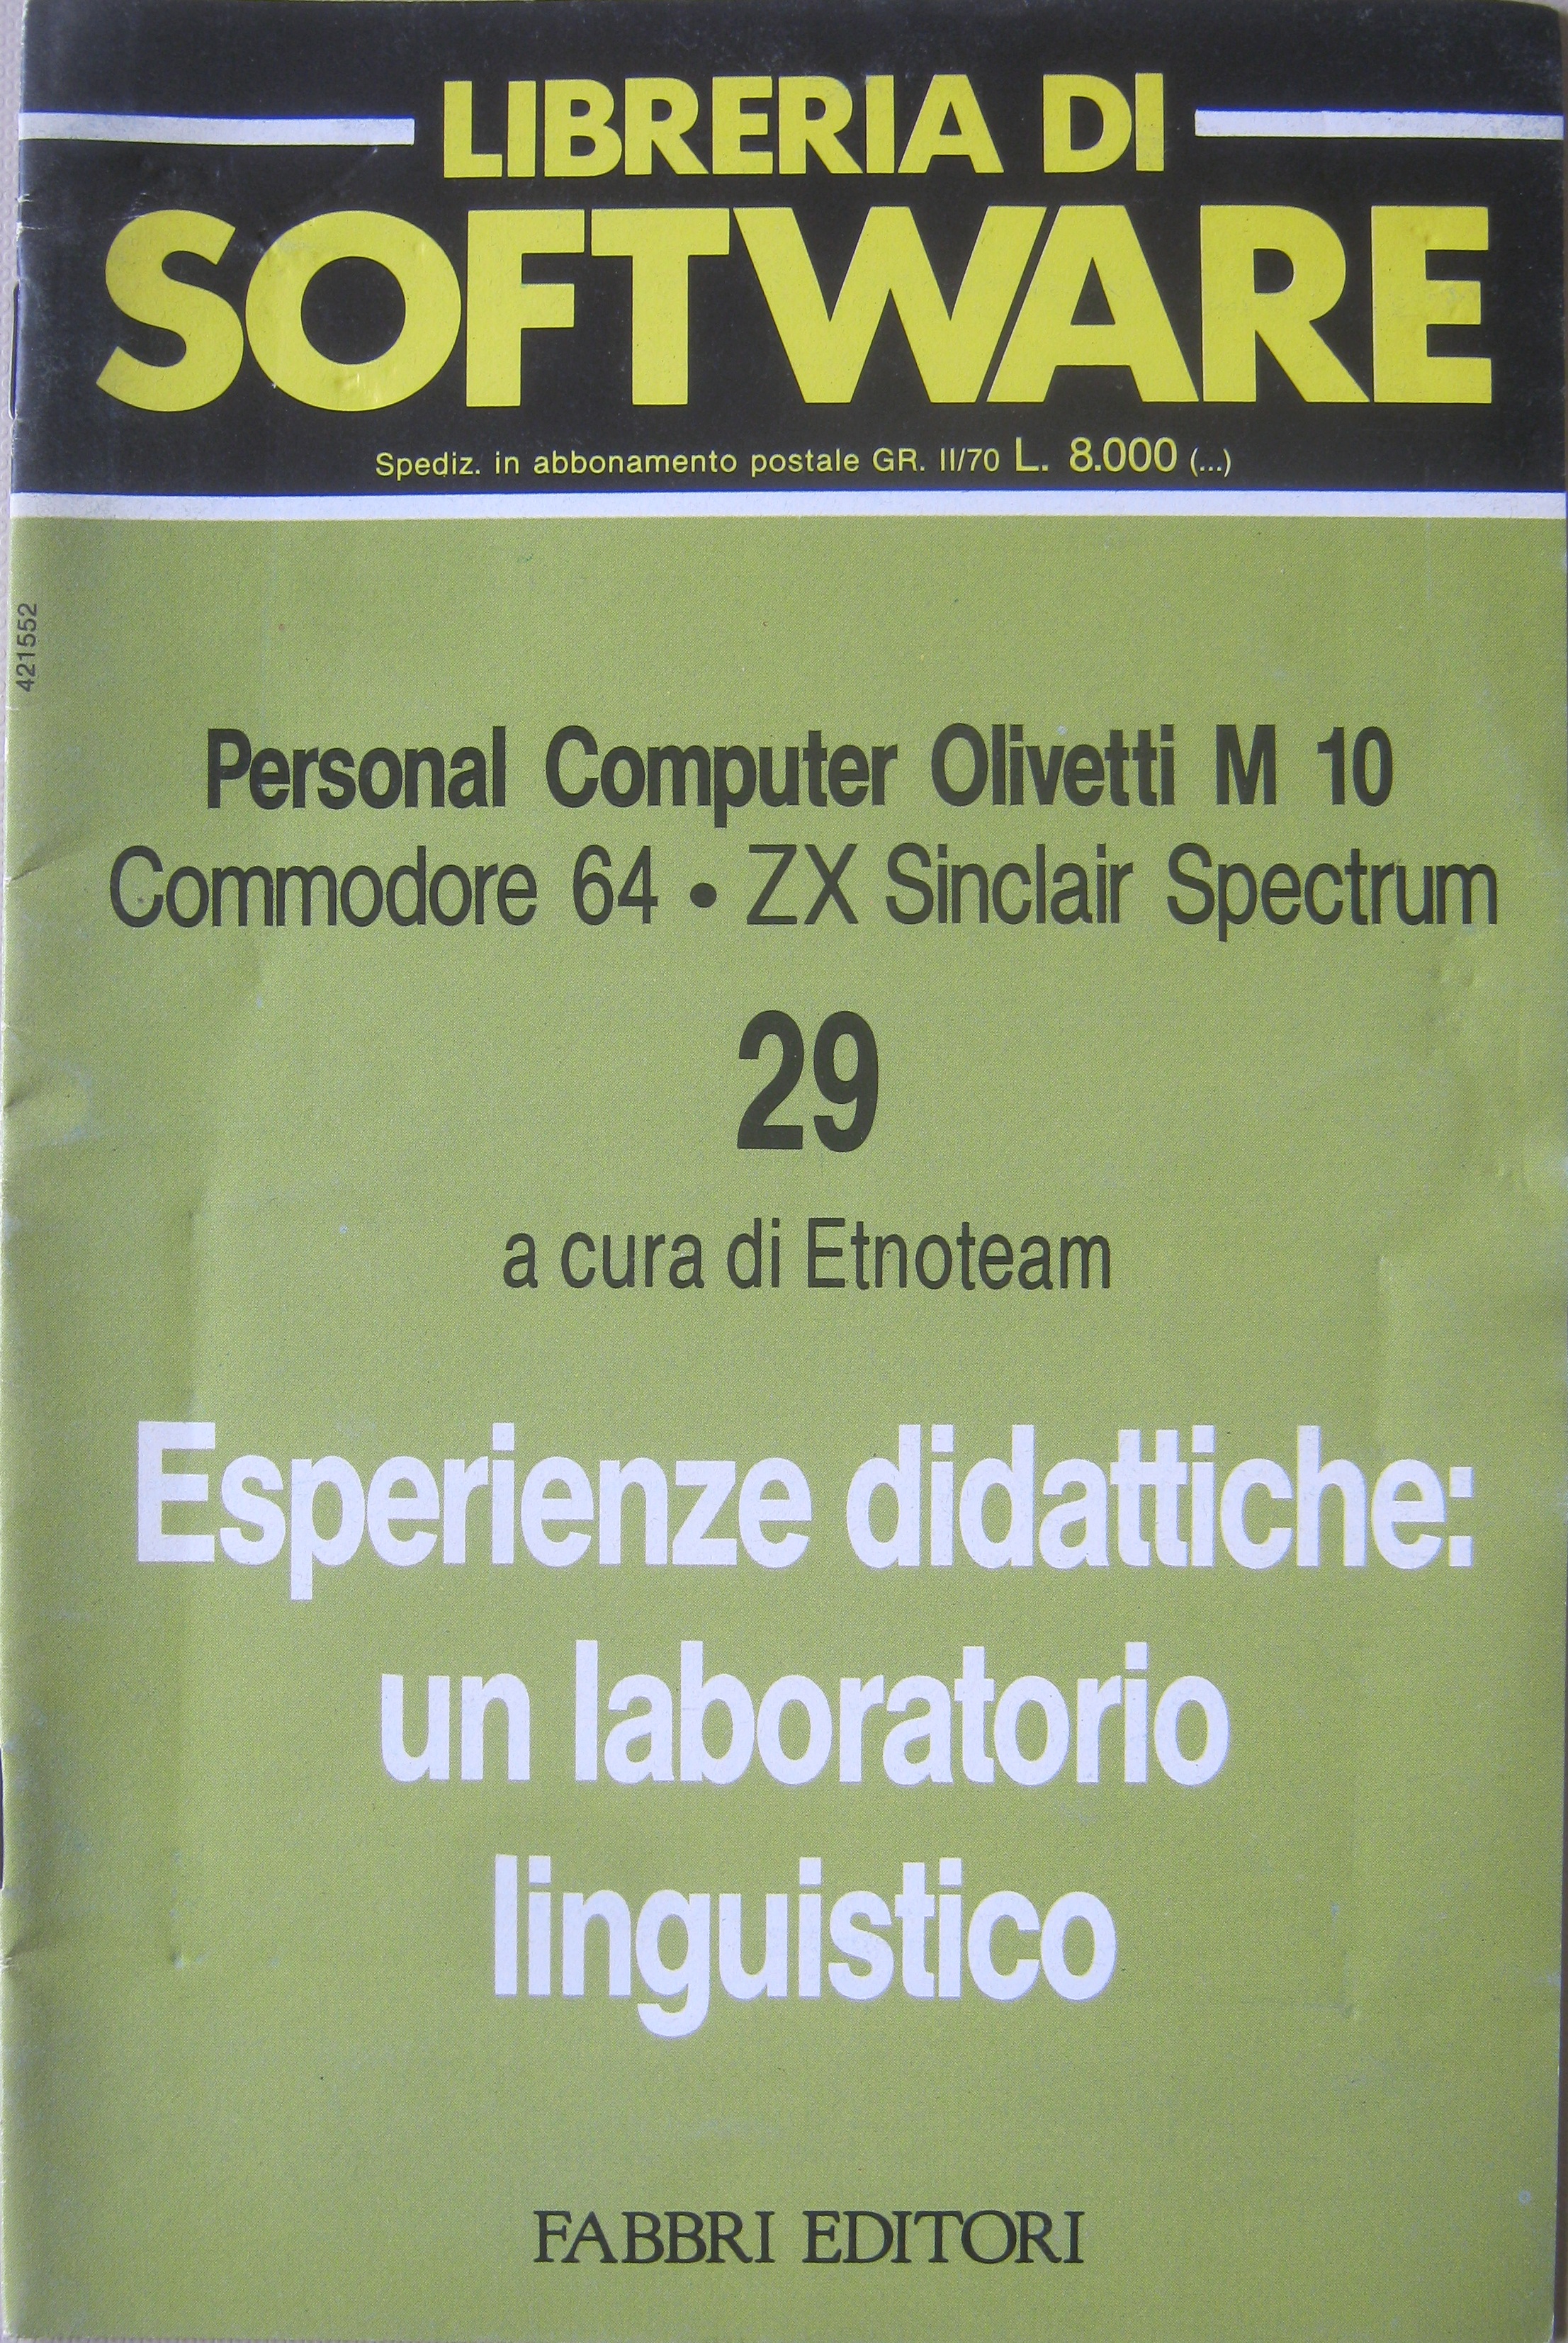 LIBRERIA DI
SOFTWARE
Spediz. in abbonamento postale GR. II/70 L. 8.000 (...)
421552
Personal Computer Olivetti M 10
Commodore 64 • ZX Sinclair Spectrum
29
a cura di Etnoteam
Esperienze didattiche:
un laboratorio
linguistico
FABBRI EDITORI